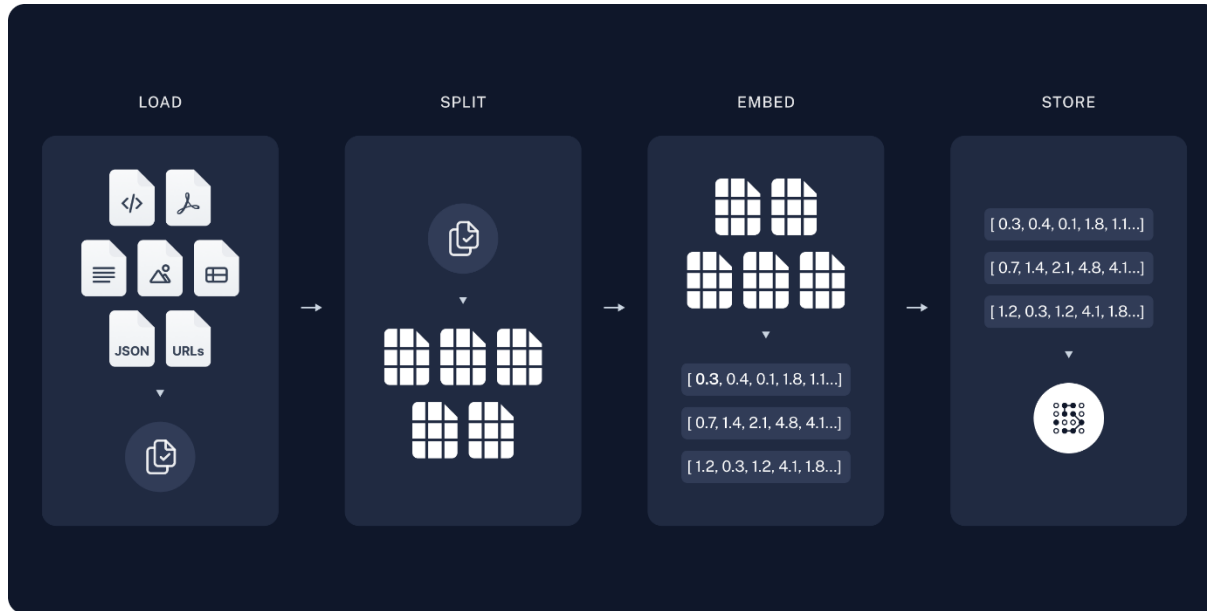 LOAD
SPLIT
EMBED
STORE
</>
JSON
URLs
[ 0.3, 0.4, 0.1, 1.8, 1.1...]
[ 0.7, 1.4, 2.1, 4.8, 4.1...]
[ 1.2, 0.3, 1.2, 4.1, 1.8...]
[ 0.3, 0.4, 0.1, 1.8, 1.1...]
[ 0.7, 1.4, 2.1, 4.8, 4.1...]
[ 1.2, 0.3, 1.2, 4.1, 1.8...]